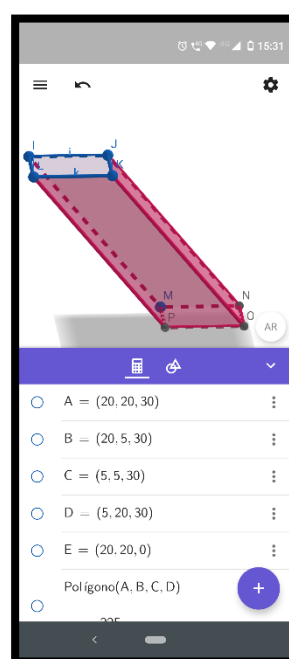 15:31
I
J
i
L
K
k
M
N
P
O
AR
A = (20, 20, 30)
B = (20, 5, 30)
C = (5, 5, 30)
D = (5, 20, 30)
E = (20. 20, 0)
Polígono(A, B, C, D)
225
+